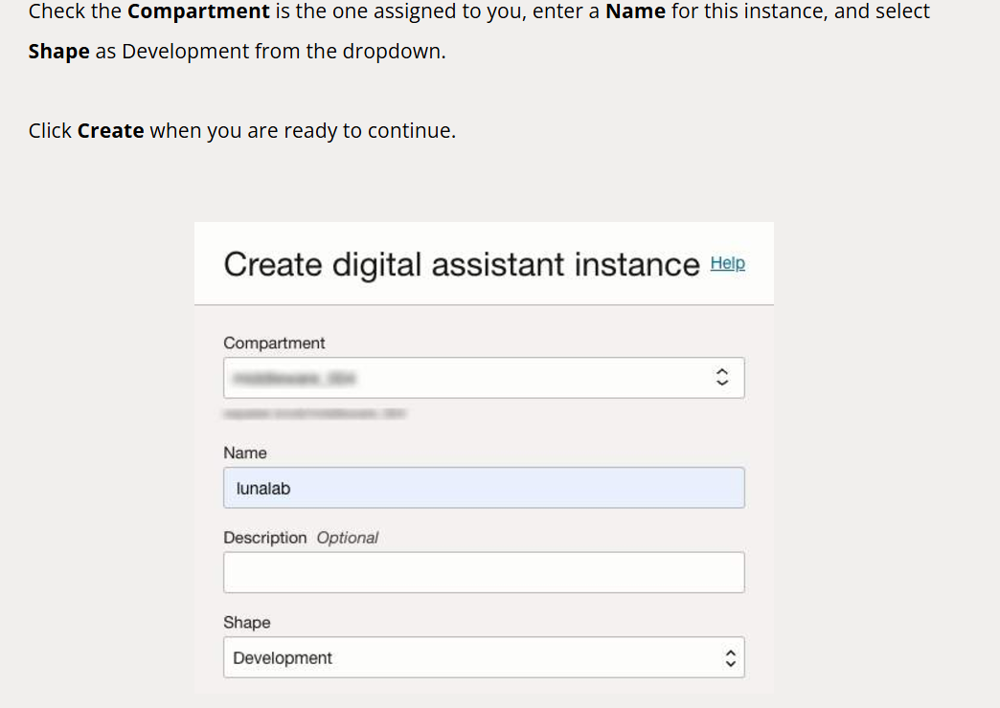 Check the Compartment is the one assigned to you, enter a Name for this instance, and select
Shape as Development from the dropdown.
Click Create when you are ready to continue.
Create digital assistant instance Help
Compartment
Name
lunalab
Description Optional
Shape
Development